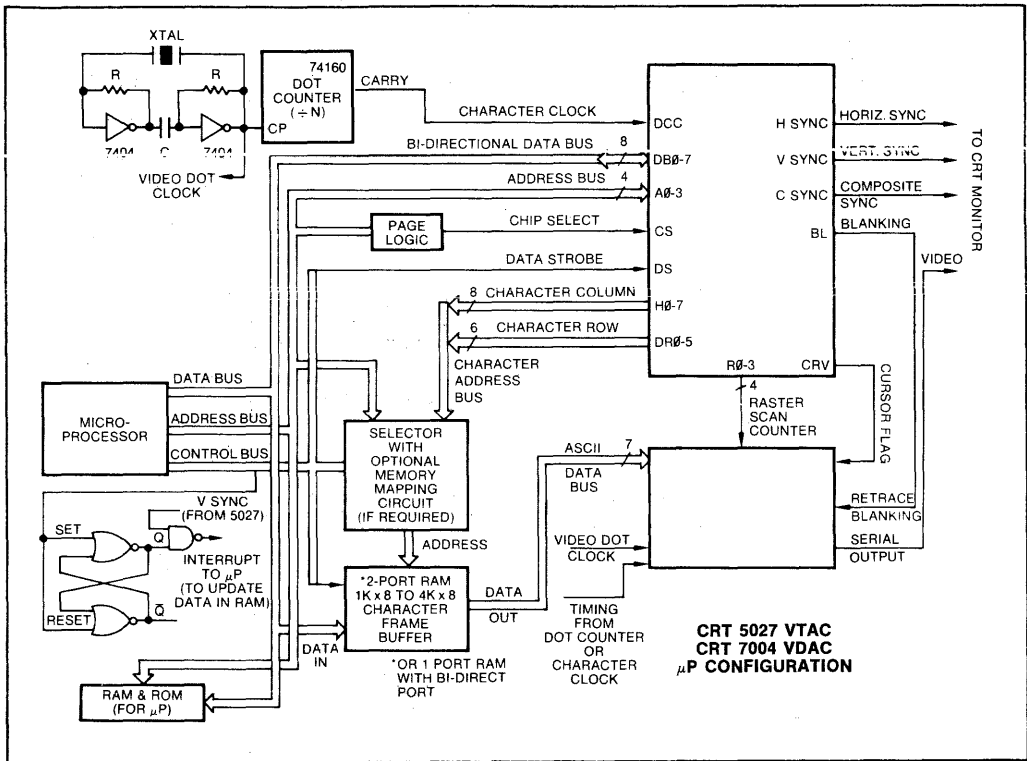 XTAL
R
R
7404
C
7404
VIDEO DOT
CLOCK
74160
DOT
COUNTER
(÷N)
CP
CARRY
CHARACTER CLOCK
BI-DIRECTIONAL DATA BUS
8
ADDRESS BUS
4
PAGE
LOGIC
CHIP SELECT
DATA STROBE
8
CHARACTER COLUMN
6
CHARACTER ROW
CHARACTER
ADDRESS
BUS
DCC
DBØ-7
AØ-3
CS
DS
HØ-7
DRØ-5
RØ-3
CRV
H SYNC
V SYNC
C SYNC
BL
HORIZ. SYNC
VERT. SYNC
COMPOSITE
SYNC
BLANKING
TO CRT MONITOR
VIDEO
4
RASTER
SCAN
COUNTER
CURSOR FLAG
MICRO-
PROCESSOR
DATA BUS
ADDRESS BUS
CONTROL BUS
SELECTOR
WITH
OPTIONAL
MEMORY
MAPPING
CIRCUIT
(IF REQUIRED)
ADDRESS
ASCII
7
DATA
BUS
RETRACE
BLANKING
SERIAL
OUTPUT
VIDEO DOT
CLOCK
TIMING
FROM
DOT COUNTER
OR
CHARACTER
CLOCK
V SYNC
(FROM 5027)
SET
Q
INTERRUPT
TO µP
(TO UPDATE
DATA IN RAM)
RESET
Q̅
*2-PORT RAM
1K x 8 TO 4K x 8
CHARACTER
FRAME
BUFFER
DATA
OUT
DATA
IN
*OR 1 PORT RAM
WITH BI-DIRECT
PORT
RAM & ROM
(FOR µP)
CRT 5027 VTAC
CRT 7004 VDAC
µP CONFIGURATION